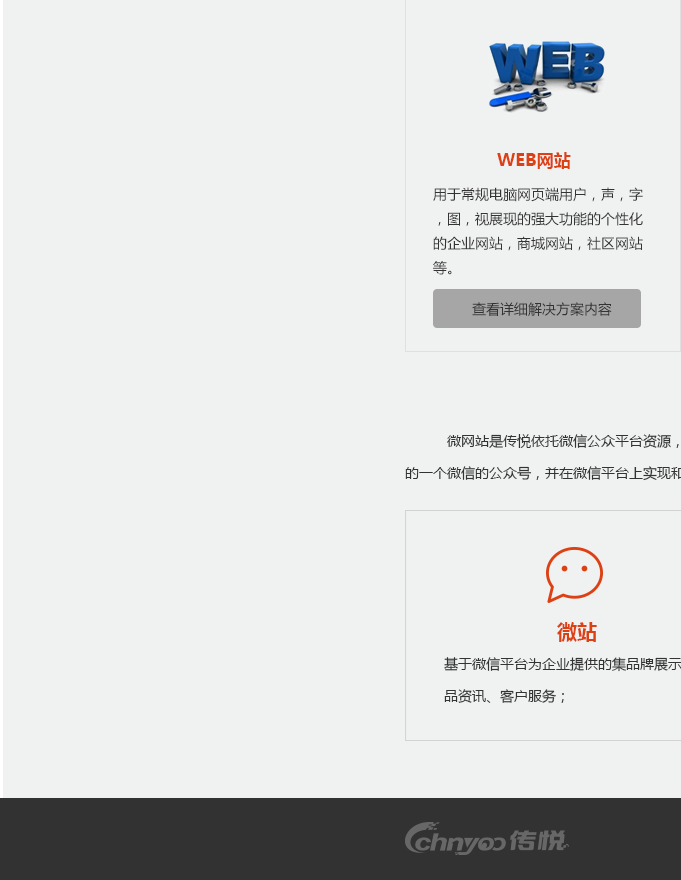 WEB
WEB网站
用于常规电脑网页端用户，声，字
，图，视展现的强大功能的个性化
的企业网站，商城网站，社区网站
等。
查看详细解决方案内容
微网站是传悦依托微信公众平台资源，
的一个微信的公众号，并在微信平台上实现和
微站
基于微信平台为企业提供的集品牌展示
品资讯、客户服务；
chnyoo 传悦